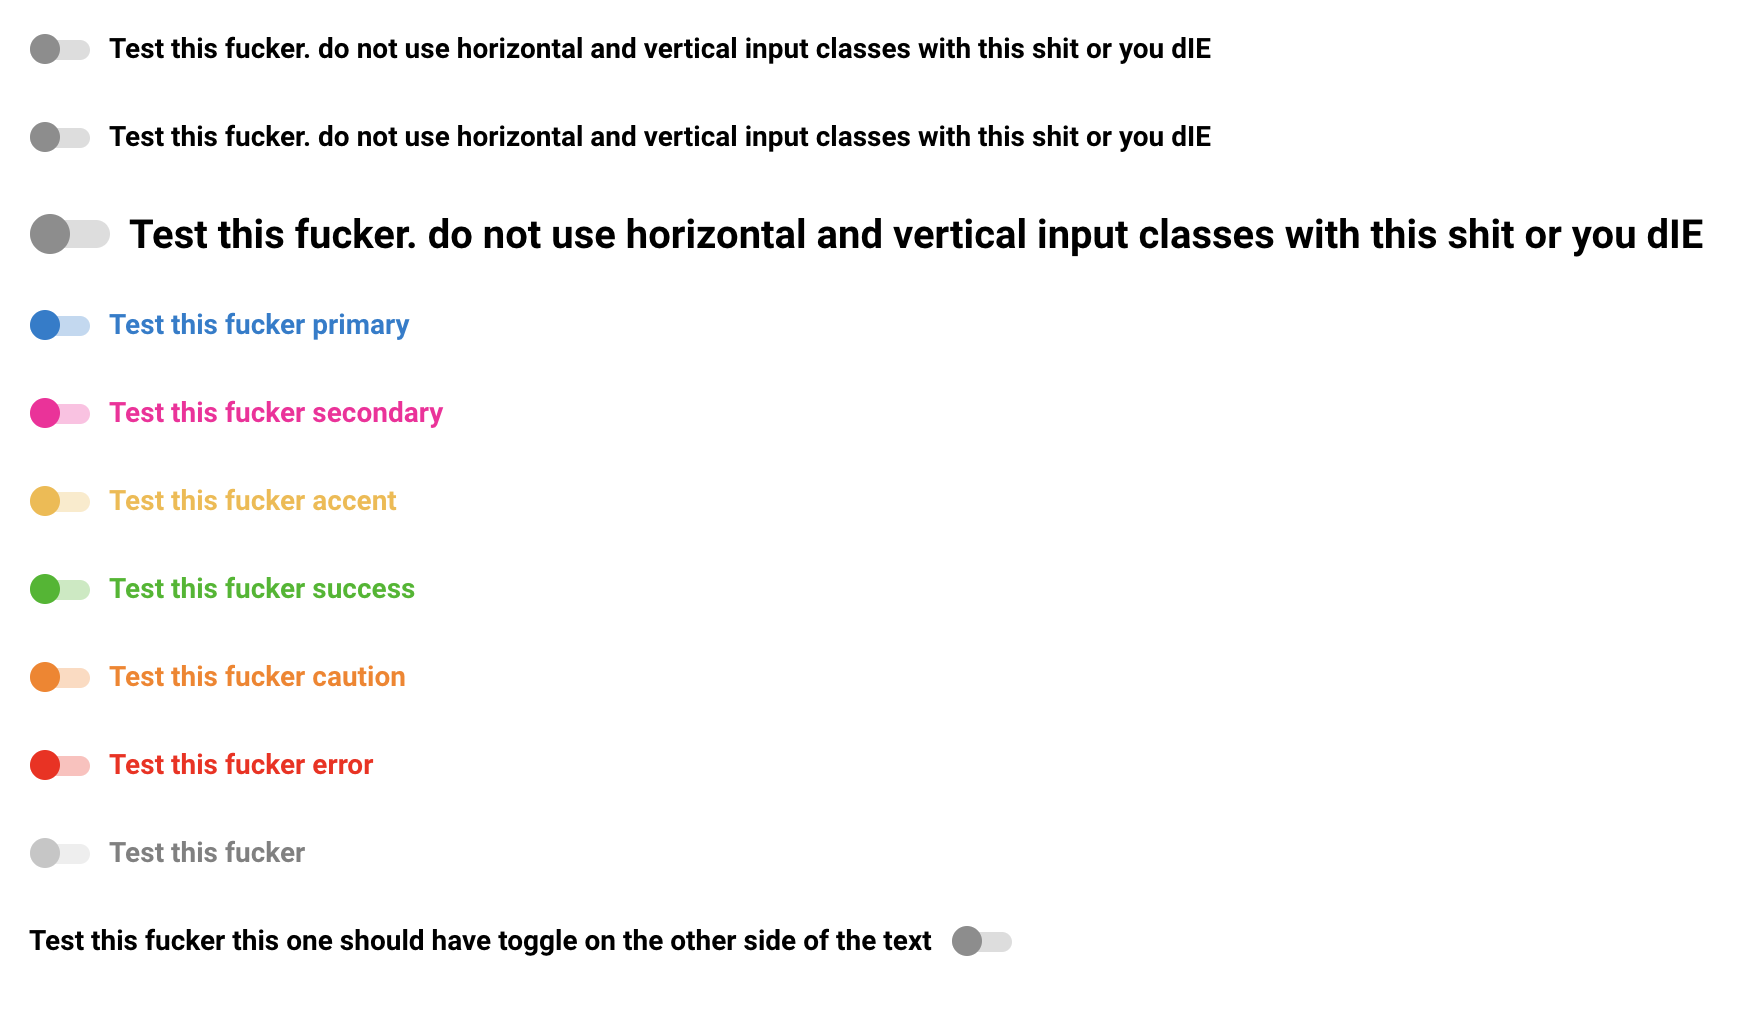 Test this fucker. do not use horizontal and vertical input classes with this shit or you dIE
Test this fucker. do not use horizontal and vertical input classes with this shit or you dIE
Test this fucker. do not use horizontal and vertical input classes with this shit or you dIE
Test this fucker primary
Test this fucker secondary
Test this fucker accent
Test this fucker success
Test this fucker caution
Test this fucker error
Test this fucker
Test this fucker this one should have toggle on the other side of the text